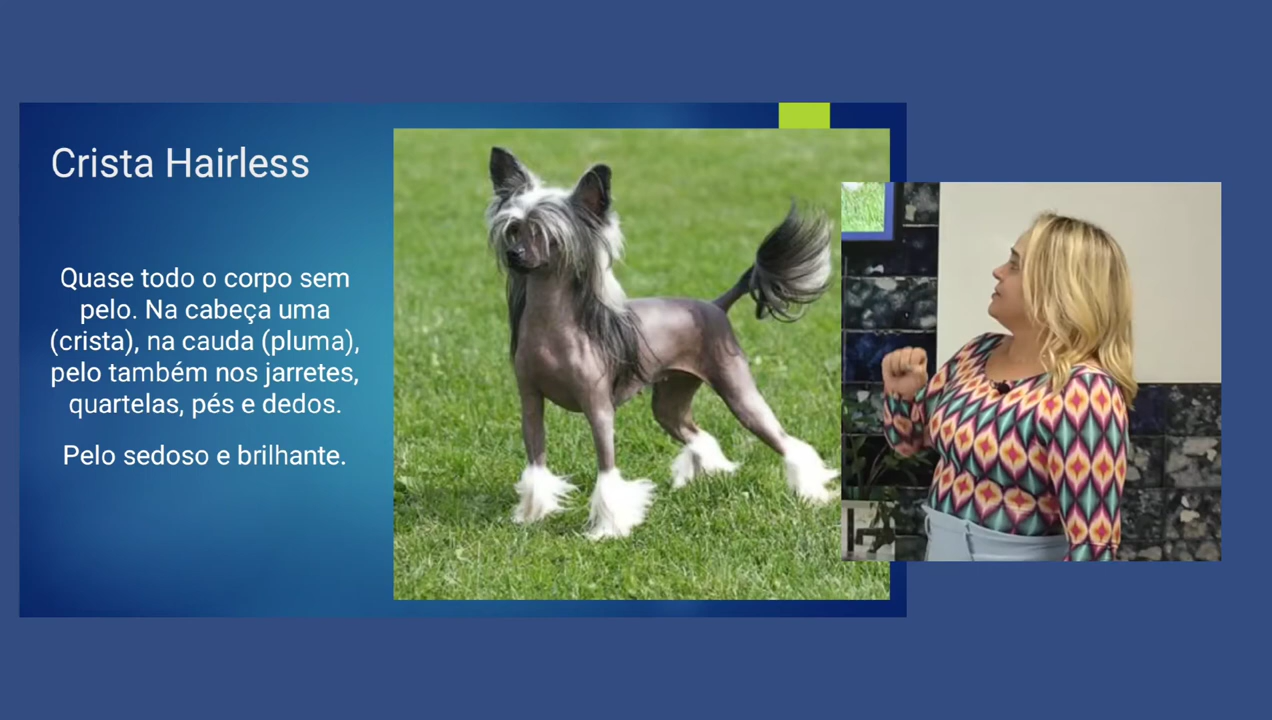 Crista Hairless
Quase todo o corpo sem
pelo. Na cabeça uma
(crista), na cauda (pluma),
pelo também nos jarretes,
quartelas, pés e dedos.
Pelo sedoso e brilhante.